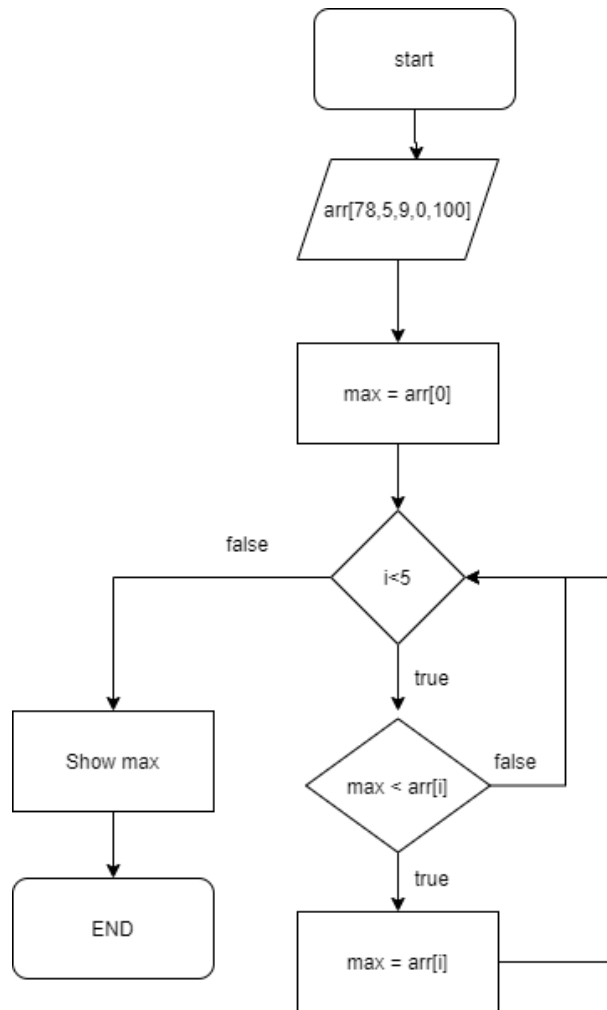 start
arr[78,5,9,0,100]
max = arr[0]
false
i<5
true
Show max
max < arr[i]
false
true
END
max = arr[i]